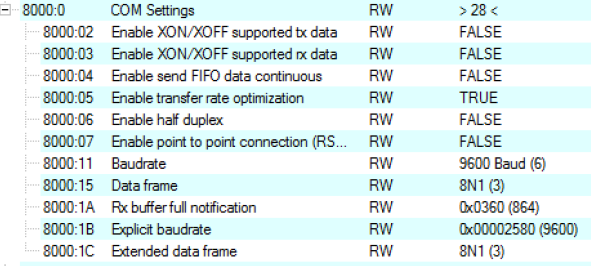 8000:0 COM Settings RW > 28 <
8000:02 Enable XON/XOFF supported tx data RW FALSE
8000:03 Enable XON/XOFF supported rx data RW FALSE
8000:04 Enable send FIFO data continuous RW FALSE
8000:05 Enable transfer rate optimization RW TRUE
8000:06 Enable half duplex RW FALSE
8000:07 Enable point to point connection (RS... RW FALSE
8000:11 Baudrate RW 9600 Baud (6)
8000:15 Data frame RW 8N1 (3)
8000:1A Rx buffer full notification RW 0x0360 (864)
8000:1B Explicit baudrate RW 0x00002580 (9600)
8000:1C Extended data frame RW 8N1 (3)